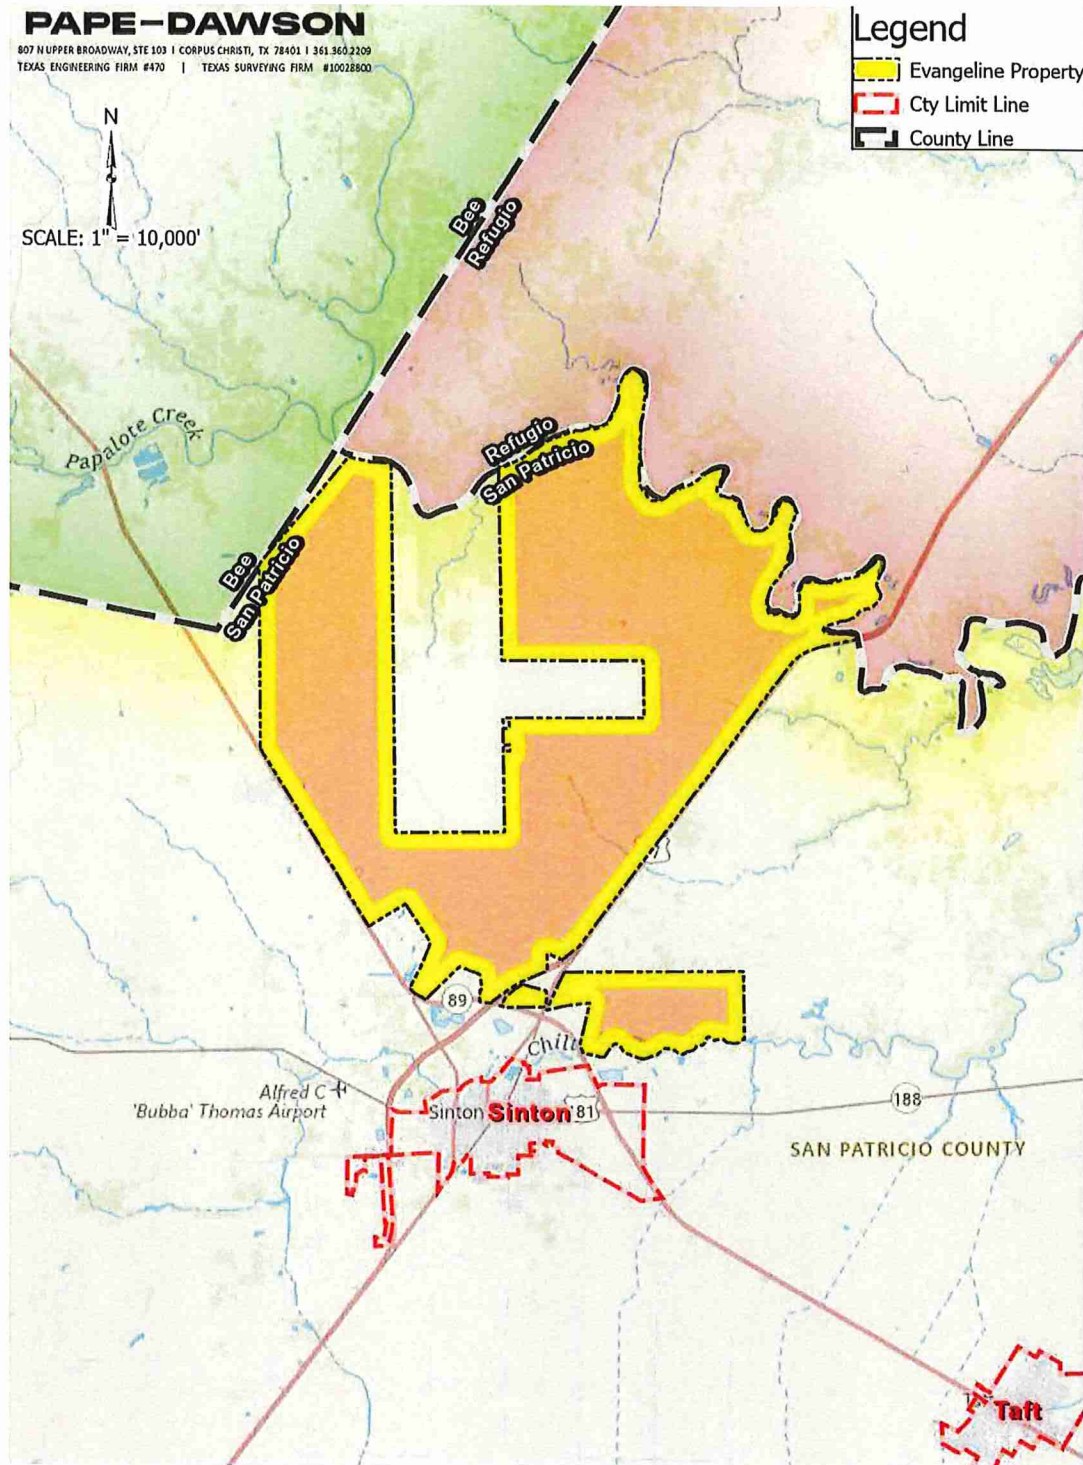 PAPE-DAWSON
807 N UPPER BROADWAY, STE 103 | CORPUS CHRISTI, TX 78401 | 361.360.2209
TEXAS ENGINEERING FIRM #470 | TEXAS SURVEYING FIRM #10028800
Legend
Evangeline Property
Cty Limit Line
County Line
N
SCALE: 1" = 10,000'
Bee
Refugio
Papalote Creek
Refugio
San Patricio
Bee
San Patricio
89
Chilt
Alfred C
'Bubba' Thomas Airport
Sinton
Sinton
181
188
SAN PATRICIO COUNTY
Taft